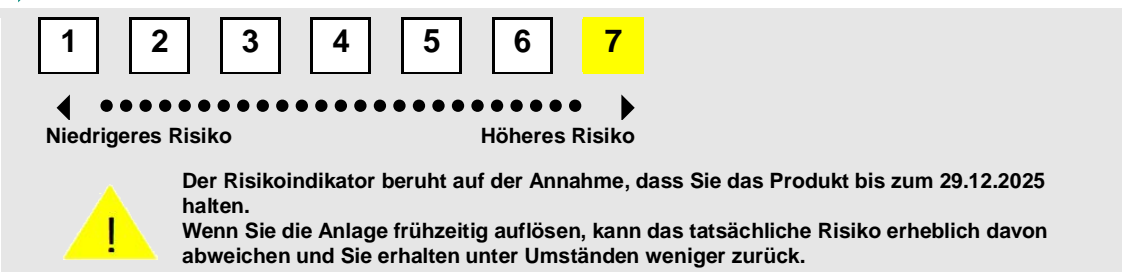 1 2 3 4 5 6 7
Niedrigeres Risiko Höheres Risiko
Der Risikoindikator beruht auf der Annahme, dass Sie das Produkt bis zum 29.12.2025
halten.
! Wenn Sie die Anlage frühzeitig auflösen, kann das tatsächliche Risiko erheblich davon
abweichen und Sie erhalten unter Umständen weniger zurück.